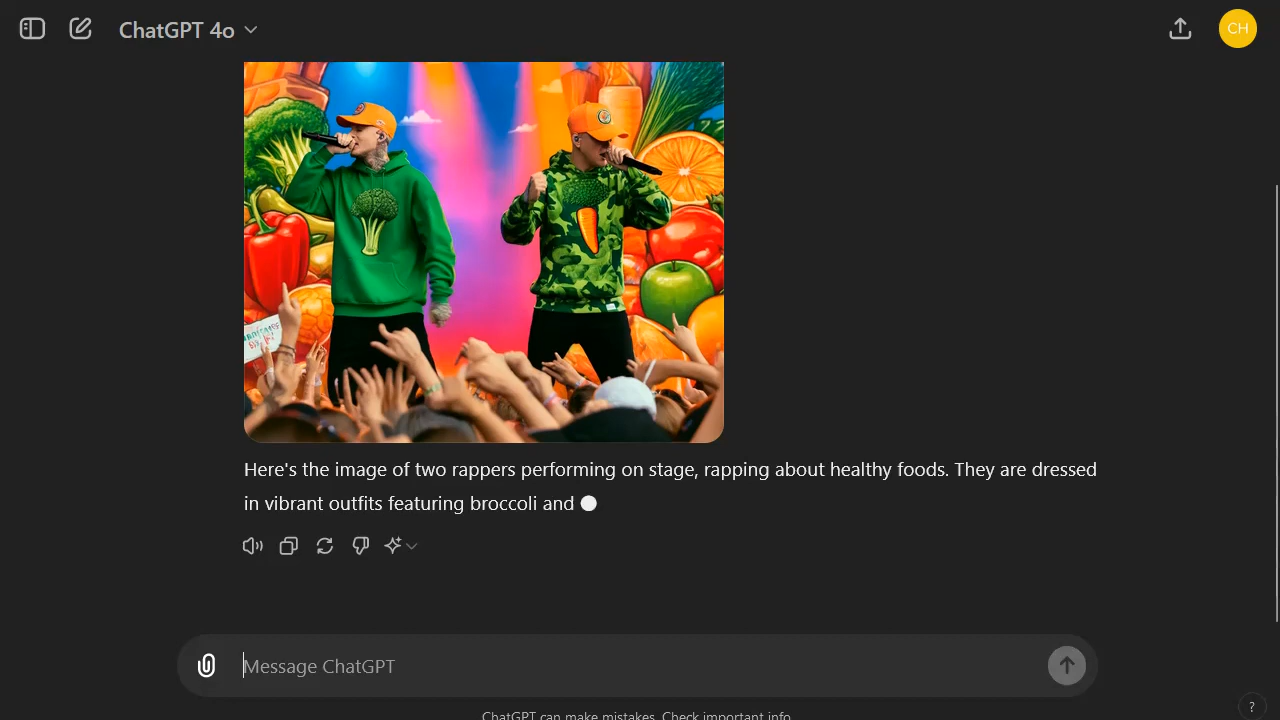 ChatGPT 4o
CH
Here's the image of two rappers performing on stage, rapping about healthy foods. They are dressed
in vibrant outfits featuring broccoli and
Message ChatGPT
ChatGPT can make mistakes. Check important info.
?